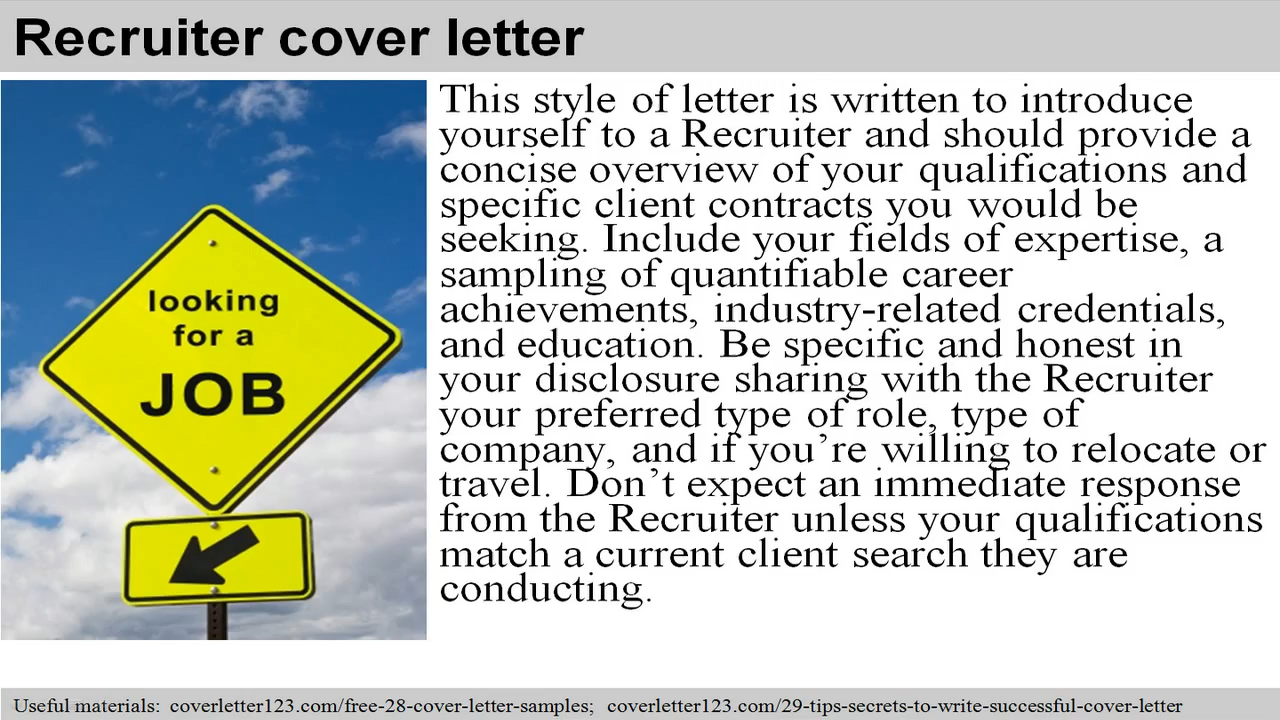 Recruiter cover letter
looking
for a
JOB
This style of letter is written to introduce
yourself to a Recruiter and should provide a
concise overview of your qualifications and
specific client contracts you would be
seeking. Include your fields of expertise, a
sampling of quantifiable career
achievements, industry-related credentials,
and education. Be specific and honest in
your disclosure sharing with the Recruiter
your preferred type of role, type of
company, and if you’re willing to relocate or
travel. Don’t expect an immediate response
from the Recruiter unless your qualifications
match a current client search they are
conducting.
Useful materials: coverletter123.com/free-28-cover-letter-samples; coverletter123.com/29-tips-secrets-to-write-successful-cover-letter